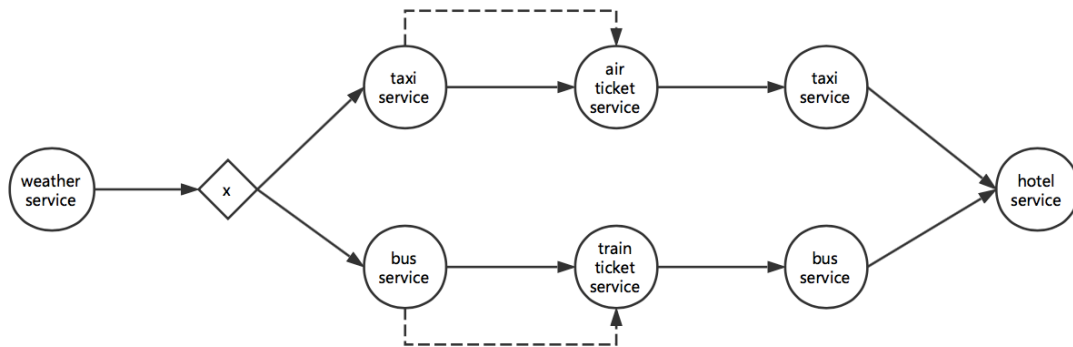 taxi
service
air
ticket
service
taxi
service
weather
service
x
hotel
service
bus
service
train
ticket
service
bus
service